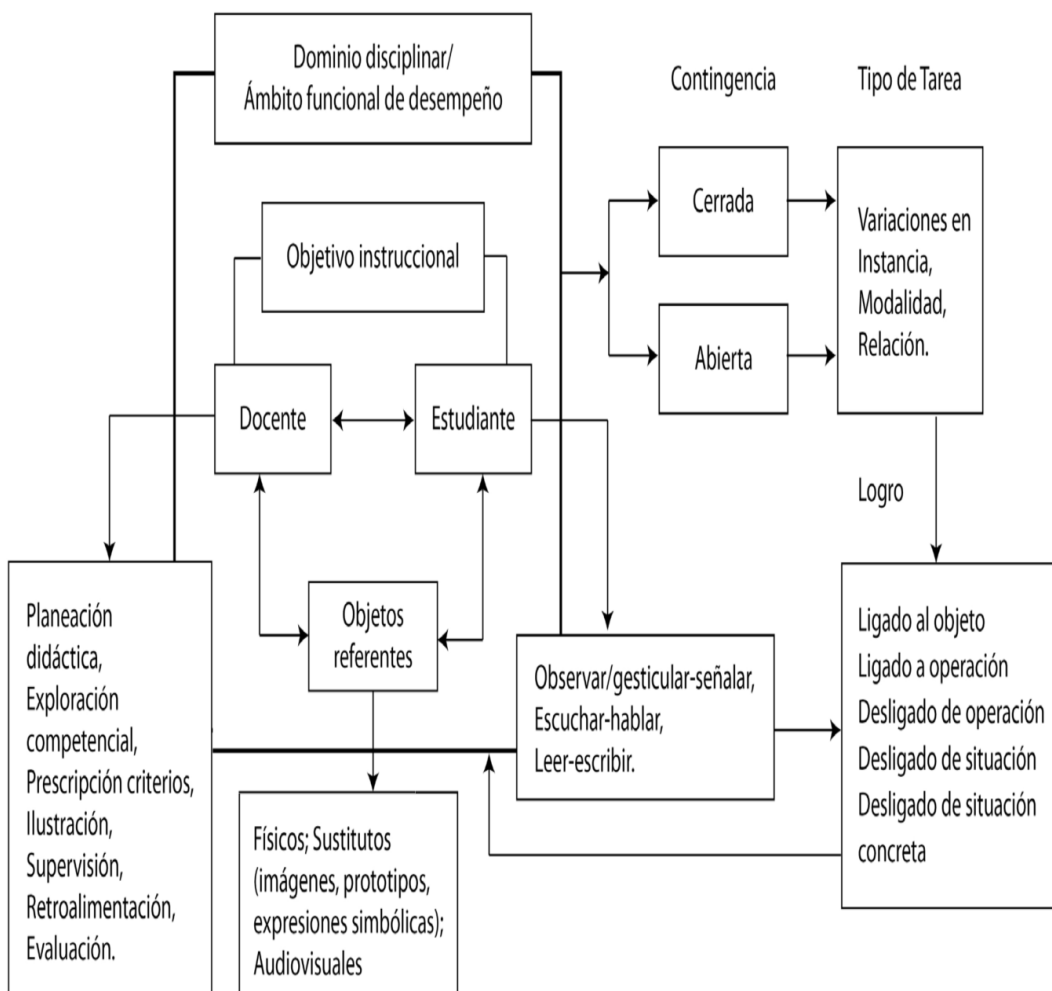 Dominio disciplinar/
Ámbito funcional de desempeño
Contingencia
Tipo de Tarea
Cerrada
Abierta
Variaciones en
Instancia,
Modalidad,
Relación.
Objetivo instruccional
Docente
Estudiante
Logro
Objetos
referentes
Planeación
didáctica,
Exploración
competencial,
Prescripción criterios,
Ilustración,
Supervisión,
Retroalimentación,
Evaluación.
Observar/gesticular-señalar,
Escuchar-hablar,
Leer-escribir.
Ligado al objeto
Ligado a operación
Desligado de operación
Desligado de situación
Desligado de situación
concreta
Físicos; Sustitutos
(imágenes, prototipos,
expresiones simbólicas);
Audiovisuales